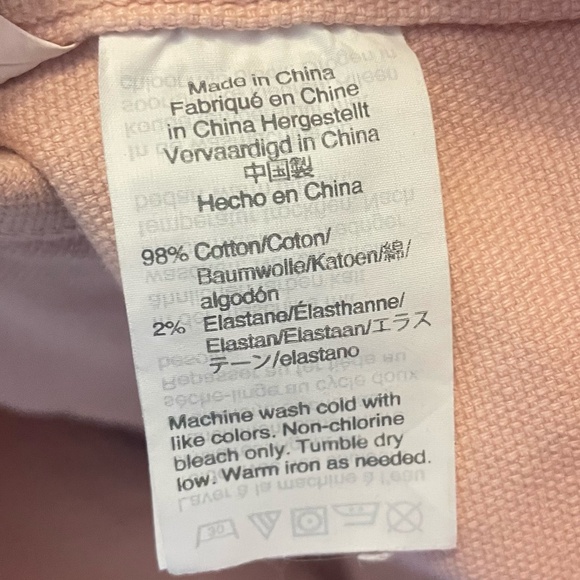 Made in China
Fabriqué en Chine
in China Hergestellt
Vervaardigd in China
中国製
Hecho en China
98% Cotton/Coton/
Baumwolle/Katoen/綿/
algodón
2% Elastane/Élasthanne/
Elastan/Elastaan/エラス
テーン/elastano
Machine wash cold with
like colors. Non-chlorine
bleach only. Tumble dry
low. Warm iron as needed.